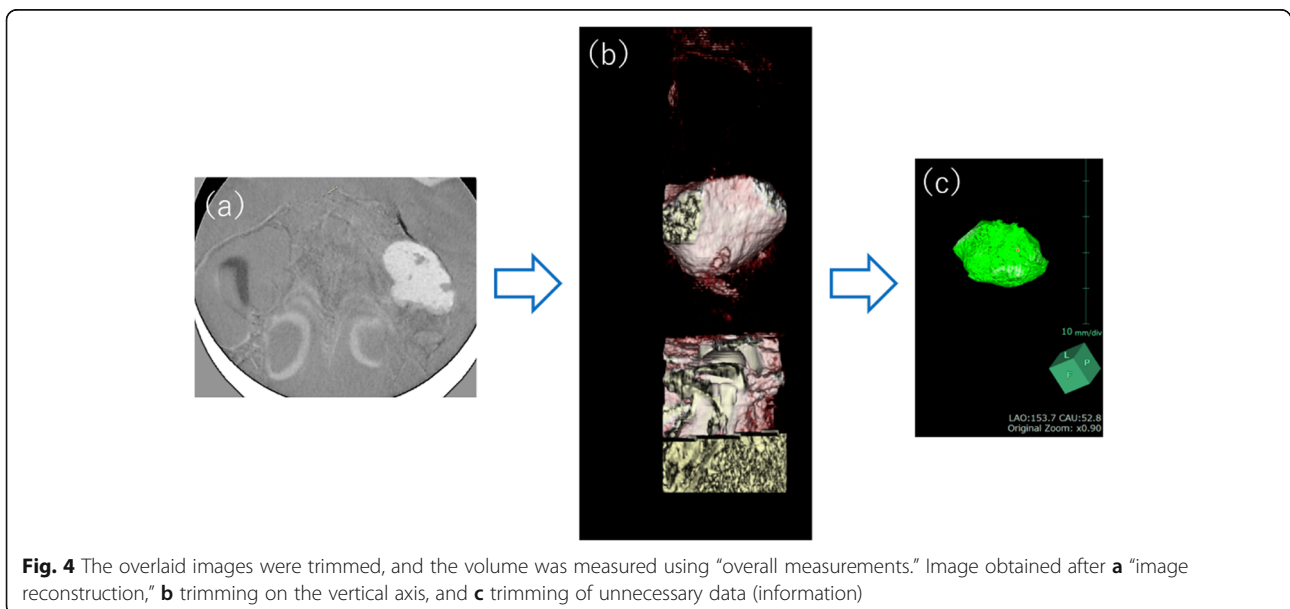 (a)
(b)
(c)
10 mm/div
L
P
F
LAO:153.7 CAU:52.8
Original Zoom: x0.90
Fig. 4 The overlaid images were trimmed, and the volume was measured using “overall measurements.” Image obtained after a “image
reconstruction,” b trimming on the vertical axis, and c trimming of unnecessary data (information)